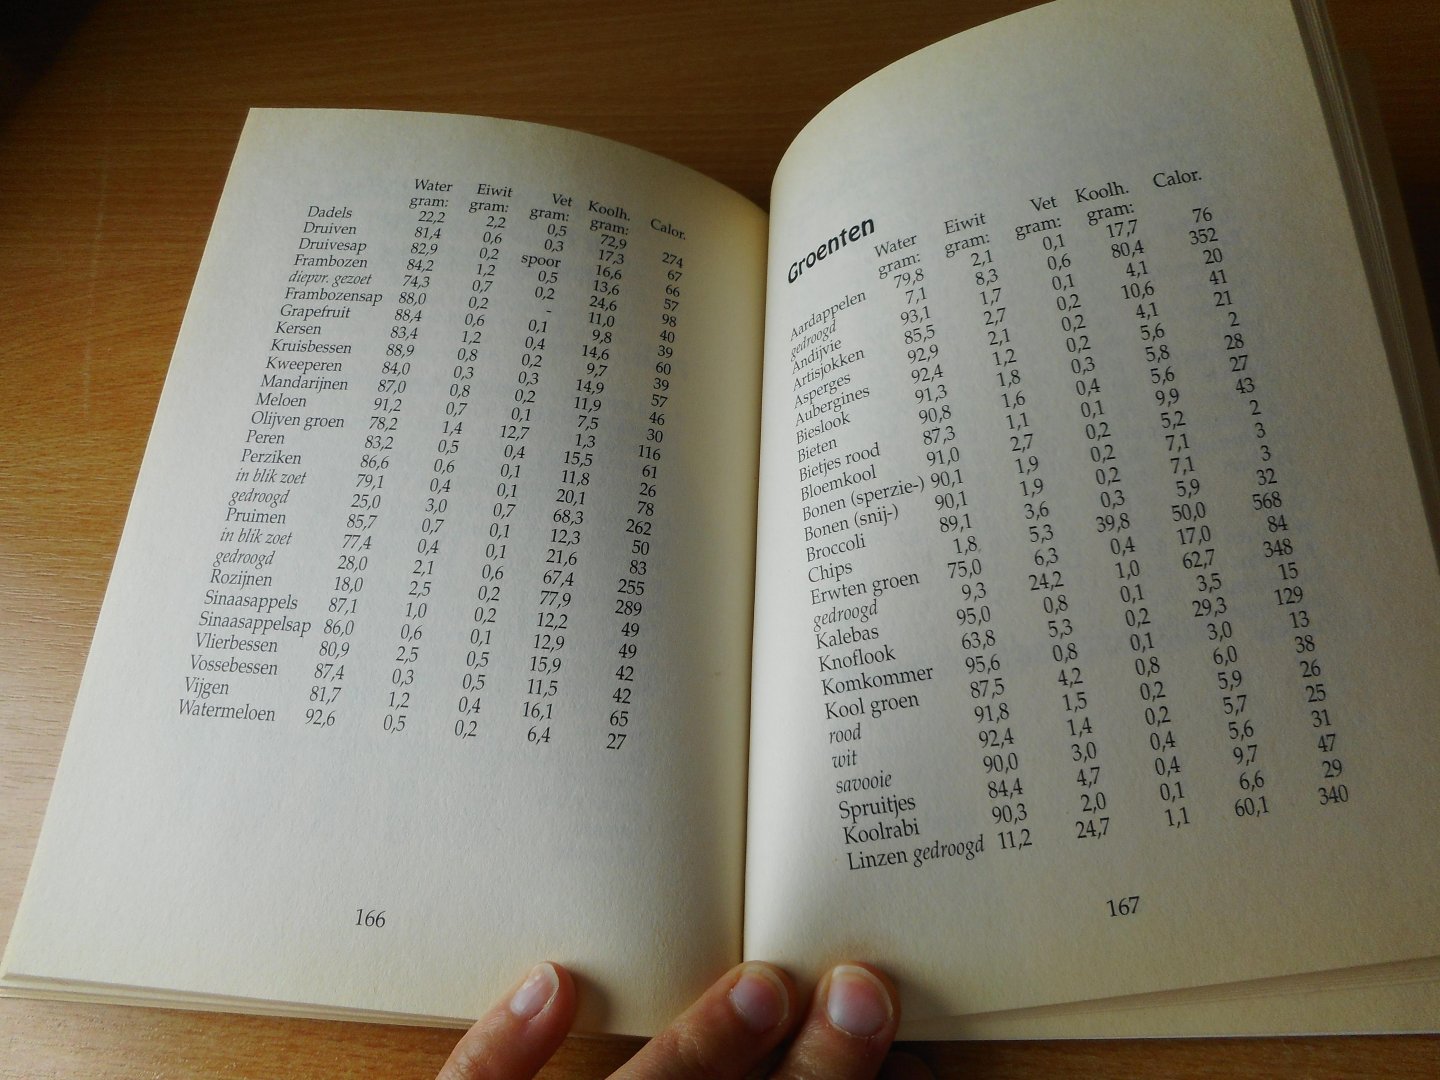 Water Eiwit Vet Koolh. Calor.
gram: gram: gram: gram:
Dadels 22,2 2,2 0,5 72,9 274
Druiven 81,4 0,6 0,3 17,3 67
Druivesap 82,9 0,2 spoor 16,6 66
Frambozen 84,2 1,2 0,5 13,6 57
diepvr. gezoet 74,3 0,7 0,2 24,6 98
Frambozensap 88,0 0,2 - 11,0 40
Grapefruit 88,4 0,6 0,1 9,8 39
Kersen 83,4 1,2 0,4 14,6 60
Kruisbessen 88,9 0,8 0,2 9,7 39
Kweeperen 84,0 0,3 0,3 14,9 57
Mandarijnen 87,0 0,8 0,2 11,9 46
Meloen 91,2 0,7 0,1 7,5 30
Olijven groen 78,2 1,4 12,7 1,3 116
Peren 83,2 0,5 0,4 15,5 61
Perziken 86,6 0,6 0,1 11,8 26
in blik zoet 79,1 0,4 0,1 20,1 78
gedroogd 25,0 3,0 0,7 68,3 262
Pruimen 85,7 0,7 0,1 12,3 50
in blik zoet 77,4 0,4 0,1 21,6 83
gedroogd 28,0 2,1 0,6 67,4 255
Rozijnen 18,0 2,5 0,2 77,9 289
Sinaasappels 87,1 1,0 0,2 12,2 49
Sinaasappelsap 86,0 0,6 0,1 12,9 49
Vlierbessen 80,9 2,5 0,5 15,9 42
Vossebessen 87,4 0,3 0,5 11,5 42
Vijgen 81,7 1,2 0,4 16,1 65
Watermeloen 92,6 0,5 0,2 6,4 27
166
Groenten
Water Eiwit Vet Koolh. Calor.
gram: gram: gram: gram:
Aardappelen 79,8 2,1 0,1 17,7 76
gedroogd 7,1 8,3 0,6 80,4 352
Andijvie 93,1 1,7 0,1 4,1 20
Artisjokken 85,5 2,7 0,2 10,6 41
Asperges 92,9 2,1 0,2 4,1 21
Aubergines 92,4 1,2 0,2 5,6 2
Bieslook 91,3 1,8 0,3 5,8 28
Bieten 90,8 1,6 0,4 5,6 27
Bietjes rood 87,3 1,1 0,1 9,9 43
Bloemkool 91,0 2,7 0,2 5,2 2
Bonen (sperzie-) 90,1 1,9 0,2 7,1 3
Bonen (snij-) 90,1 1,9 0,2 7,1 3
Broccoli 89,1 3,6 0,3 5,9 32
Chips 1,8 5,3 39,8 50,0 568
Erwten groen 75,0 6,3 0,4 17,0 84
gedroogd 9,3 24,2 1,0 62,7 348
Kalebas 95,0 0,8 0,1 3,5 15
Knoflook 63,8 5,3 0,2 29,3 129
Komkommer 95,6 0,8 0,1 3,0 13
Kool groen 87,5 4,2 0,8 6,0 38
rood 91,8 1,5 0,2 5,9 26
wit 92,4 1,4 0,2 5,7 25
savooie 90,0 3,0 0,4 5,6 31
Spruitjes 84,4 4,7 0,4 9,7 47
Koolrabi 90,3 2,0 0,1 6,6 29
Linzen gedroogd 11,2 24,7 1,1 60,1 340
167